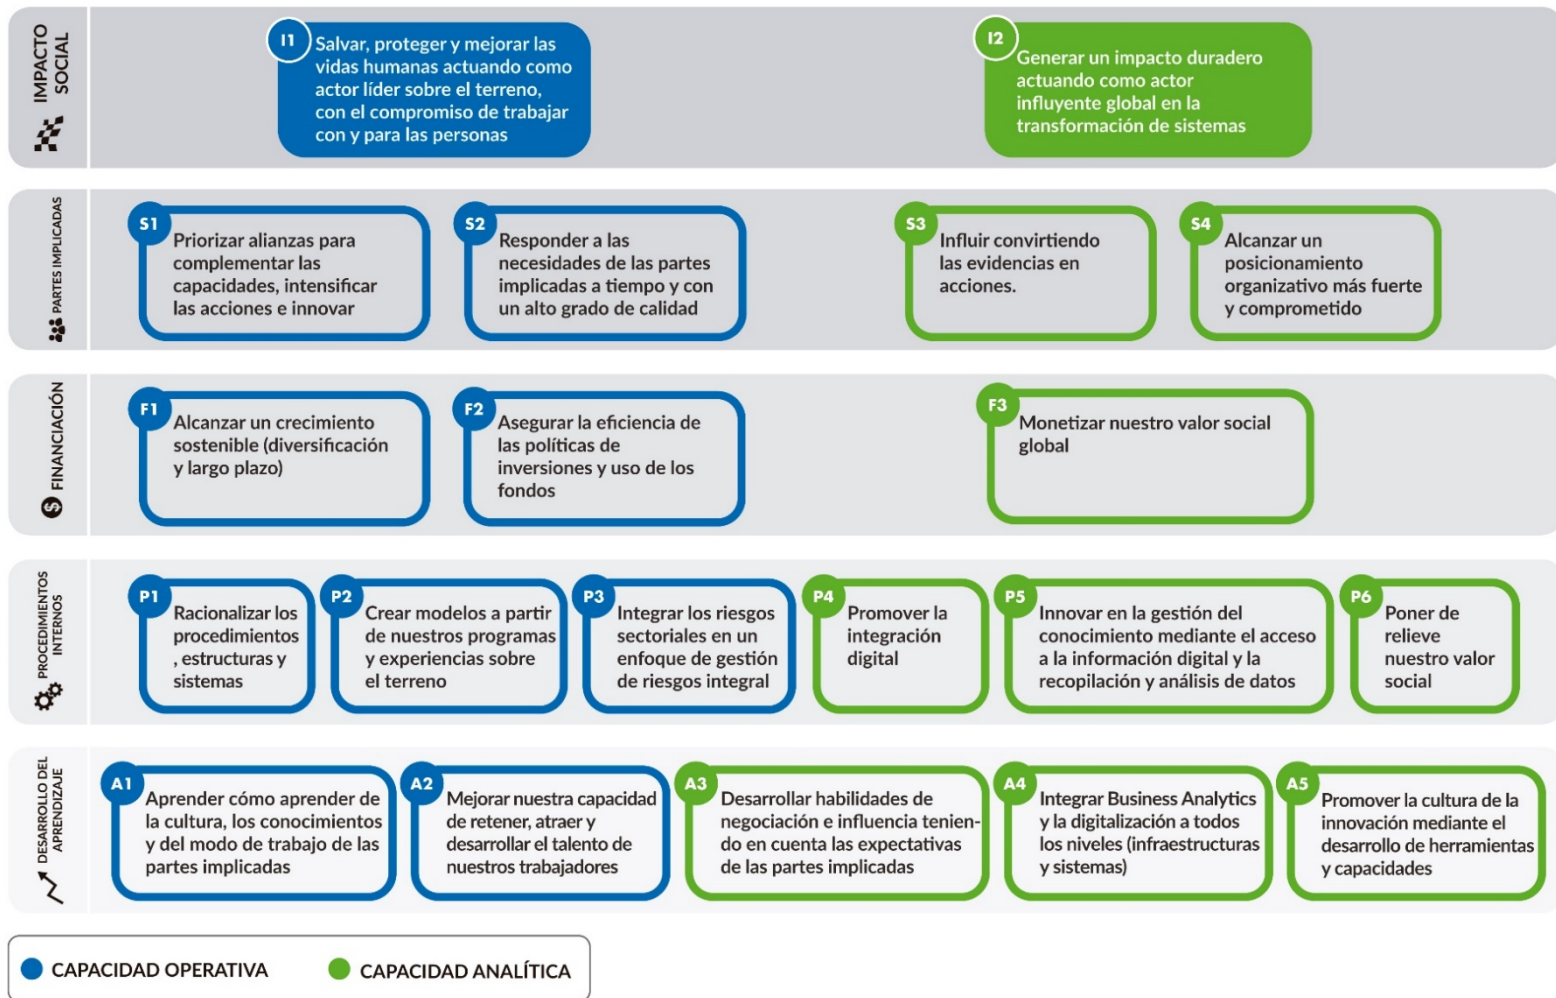 IMPACTO
SOCIAL
I1
Salvar, proteger y mejorar las
vidas humanas actuando como
actor líder sobre el terreno,
con el compromiso de trabajar
con y para las personas
I2
Generar un impacto duradero
actuando como actor
influyente global en la
transformación de sistemas
PARTES IMPLICADAS
S1
Priorizar alianzas para
complementar las
capacidades, intensificar
las acciones e innovar
S2
Responder a las
necesidades de las partes
implicadas a tiempo y con
un alto grado de calidad
S3
Influir convirtiendo
las evidencias en
acciones.
S4
Alcanzar un
posicionamiento
organizativo más fuerte
y comprometido
FINANCIACIÓN
F1
Alcanzar un crecimiento
sostenible (diversificación
y largo plazo)
F2
Asegurar la eficiencia de
las políticas de
inversiones y uso de los
fondos
F3
Monetizar nuestro valor social
global
PROCEDIMIENTOS
INTERNOS
P1
Racionalizar los
procedimientos
, estructuras y
sistemas
P2
Crear modelos a partir
de nuestros programas
y experiencias sobre
el terreno
P3
Integrar los riesgos
sectoriales en un
enfoque de gestión
de riesgos integral
P4
Promover la
integración
digital
P5
Innovar en la gestión del
conocimiento mediante el acceso
a la información digital y la
recopilación y análisis de datos
P6
Poner de
relieve
nuestro valor
social
DESARROLLO DEL
APRENDIZAJE
A1
Aprender cómo aprender de
la cultura, los conocimientos
y del modo de trabajo de las
partes implicadas
A2
Mejorar nuestra capacidad
de retener, atraer y
desarrollar el talento de
nuestros trabajadores
A3
Desarrollar habilidades de
negociación e influencia tenien-
do en cuenta las expectativas
de las partes implicadas
A4
Integrar Business Analytics
y la digitalización a todos
los niveles (infraestructuras
y sistemas)
A5
Promover la cultura de la
innovación mediante el
desarrollo de herramientas
y capacidades
CAPACIDAD OPERATIVA
CAPACIDAD ANALÍTICA